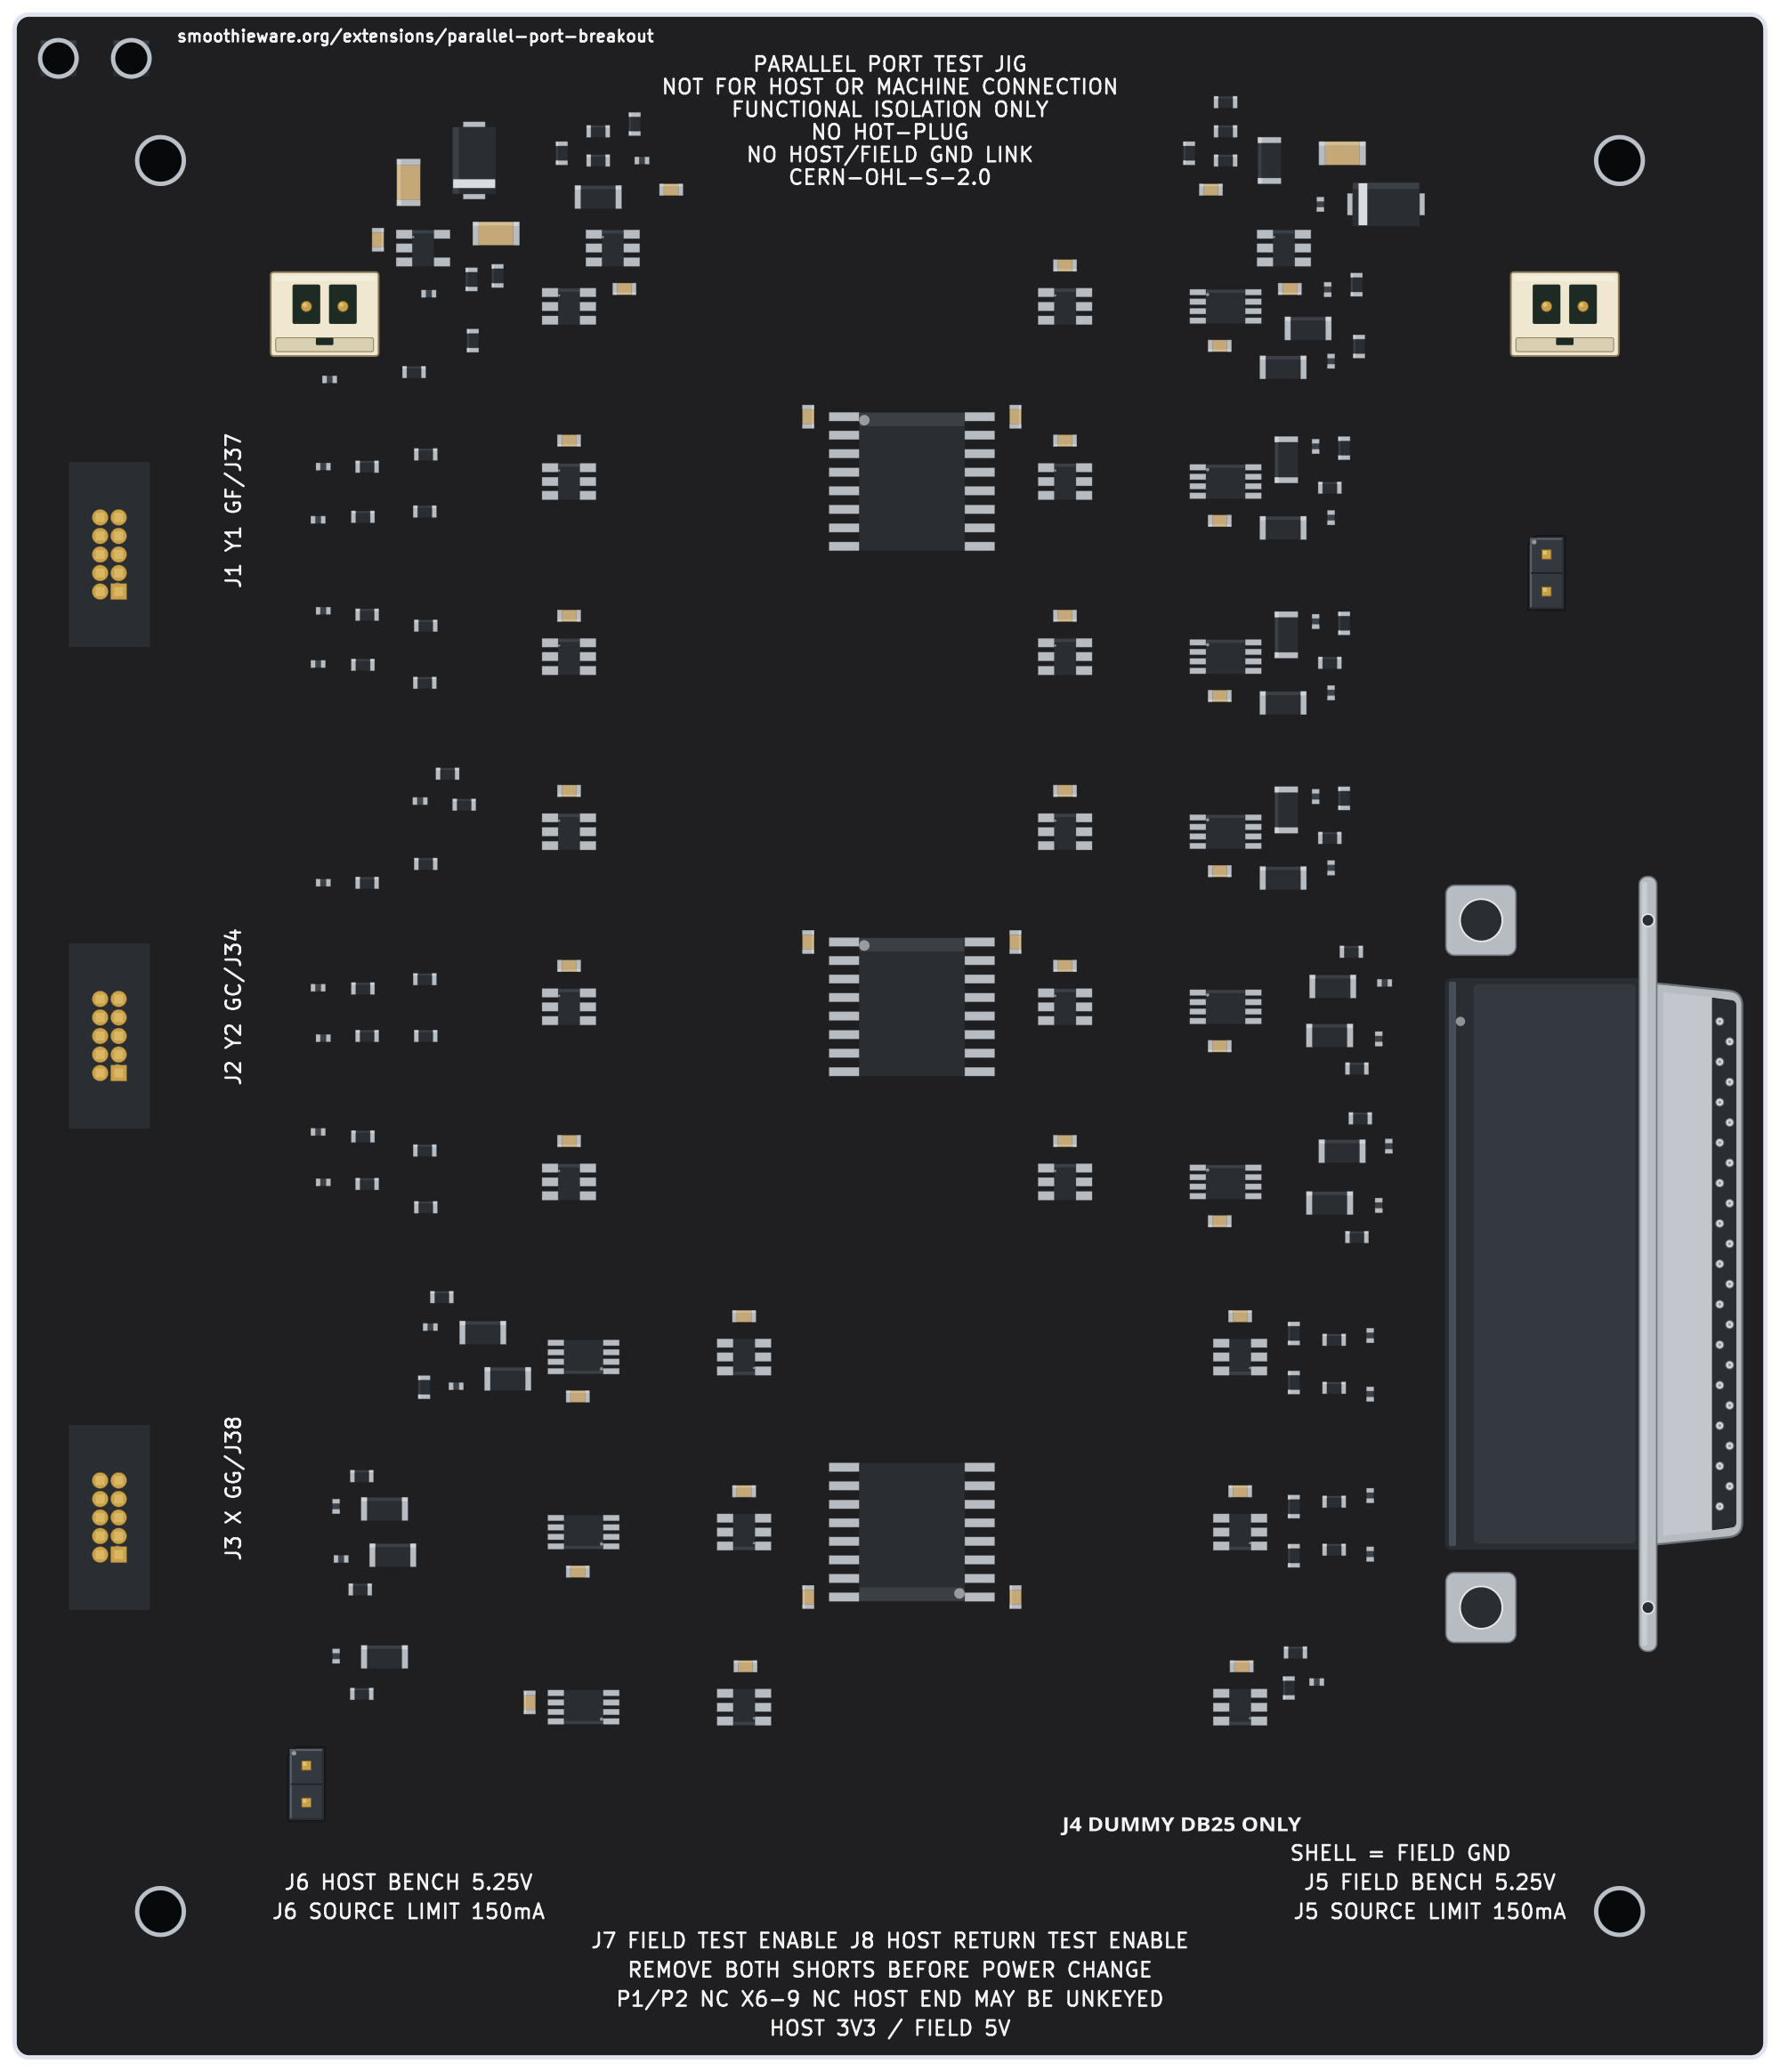 smoothieware.org/extensions/parallel-port-breakout
PARALLEL PORT TEST JIG
NOT FOR HOST OR MACHINE CONNECTION
FUNCTIONAL ISOLATION ONLY
NO HOT-PLUG
NO HOST/FIELD GND LINK
CERN-OHL-S-2.0
J1 Y1 GF/J37
J2 Y2 GC/J34
J3 X GG/J38
J4 DUMMY DB25 ONLY
SHELL = FIELD GND
J6 HOST BENCH 5.25V
J5 FIELD BENCH 5.25V
J6 SOURCE LIMIT 150mA
J5 SOURCE LIMIT 150mA
J7 FIELD TEST ENABLE J8 HOST RETURN TEST ENABLE
REMOVE BOTH SHORTS BEFORE POWER CHANGE
P1/P2 NC X6-9 NC HOST END MAY BE UNKEYED
HOST 3V3 / FIELD 5V